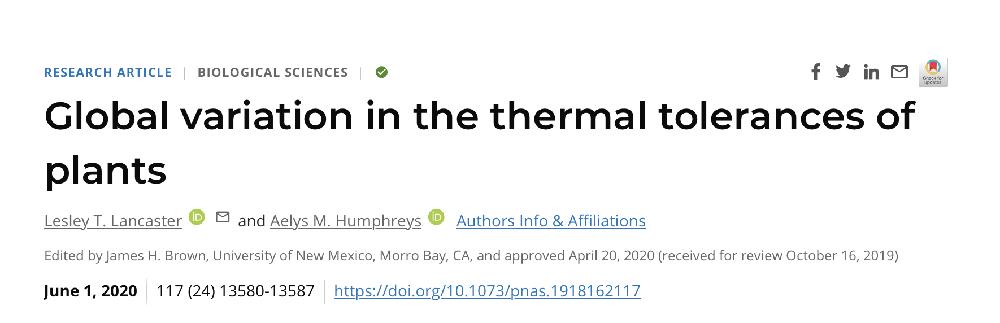 RESEARCH ARTICLE | BIOLOGICAL SCIENCES |
Check for
updates
Global variation in the thermal tolerances of
plants
Lesley T. Lancaster iD and Aelys M. Humphreys iD Authors Info & Affiliations
Edited by James H. Brown, University of New Mexico, Morro Bay, CA, and approved April 20, 2020 (received for review October 16, 2019)
June 1, 2020 | 117 (24) 13580-13587 | https://doi.org/10.1073/pnas.1918162117